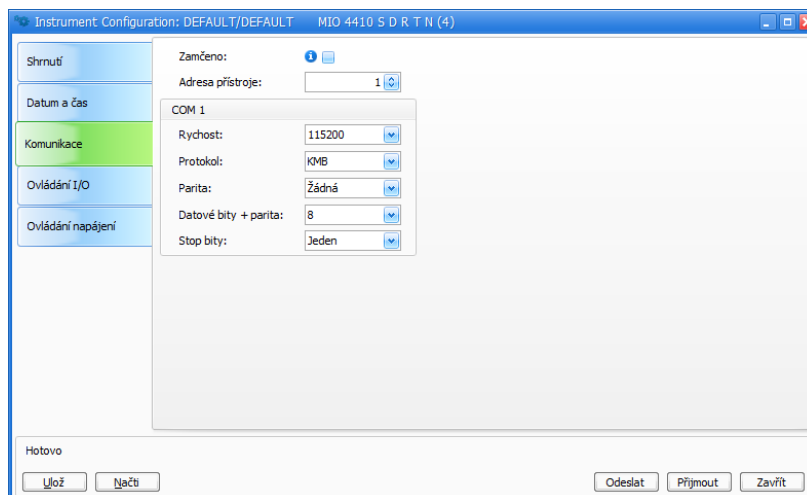 Instrument Configuration: DEFAULT/DEFAULT MIO 4410 S D R T N (4)
Shrnutí
Datum a čas
Komunikace
Ovládání I/O
Ovládání napájení
Zamčeno:
Adresa přístroje: 1
COM 1
Rychost: 115200
Protokol: KMB
Parita: Žádná
Datové bity + parita: 8
Stop bity: Jeden
Hotovo
Ulož Načti Odeslat Přijmout Zavřít